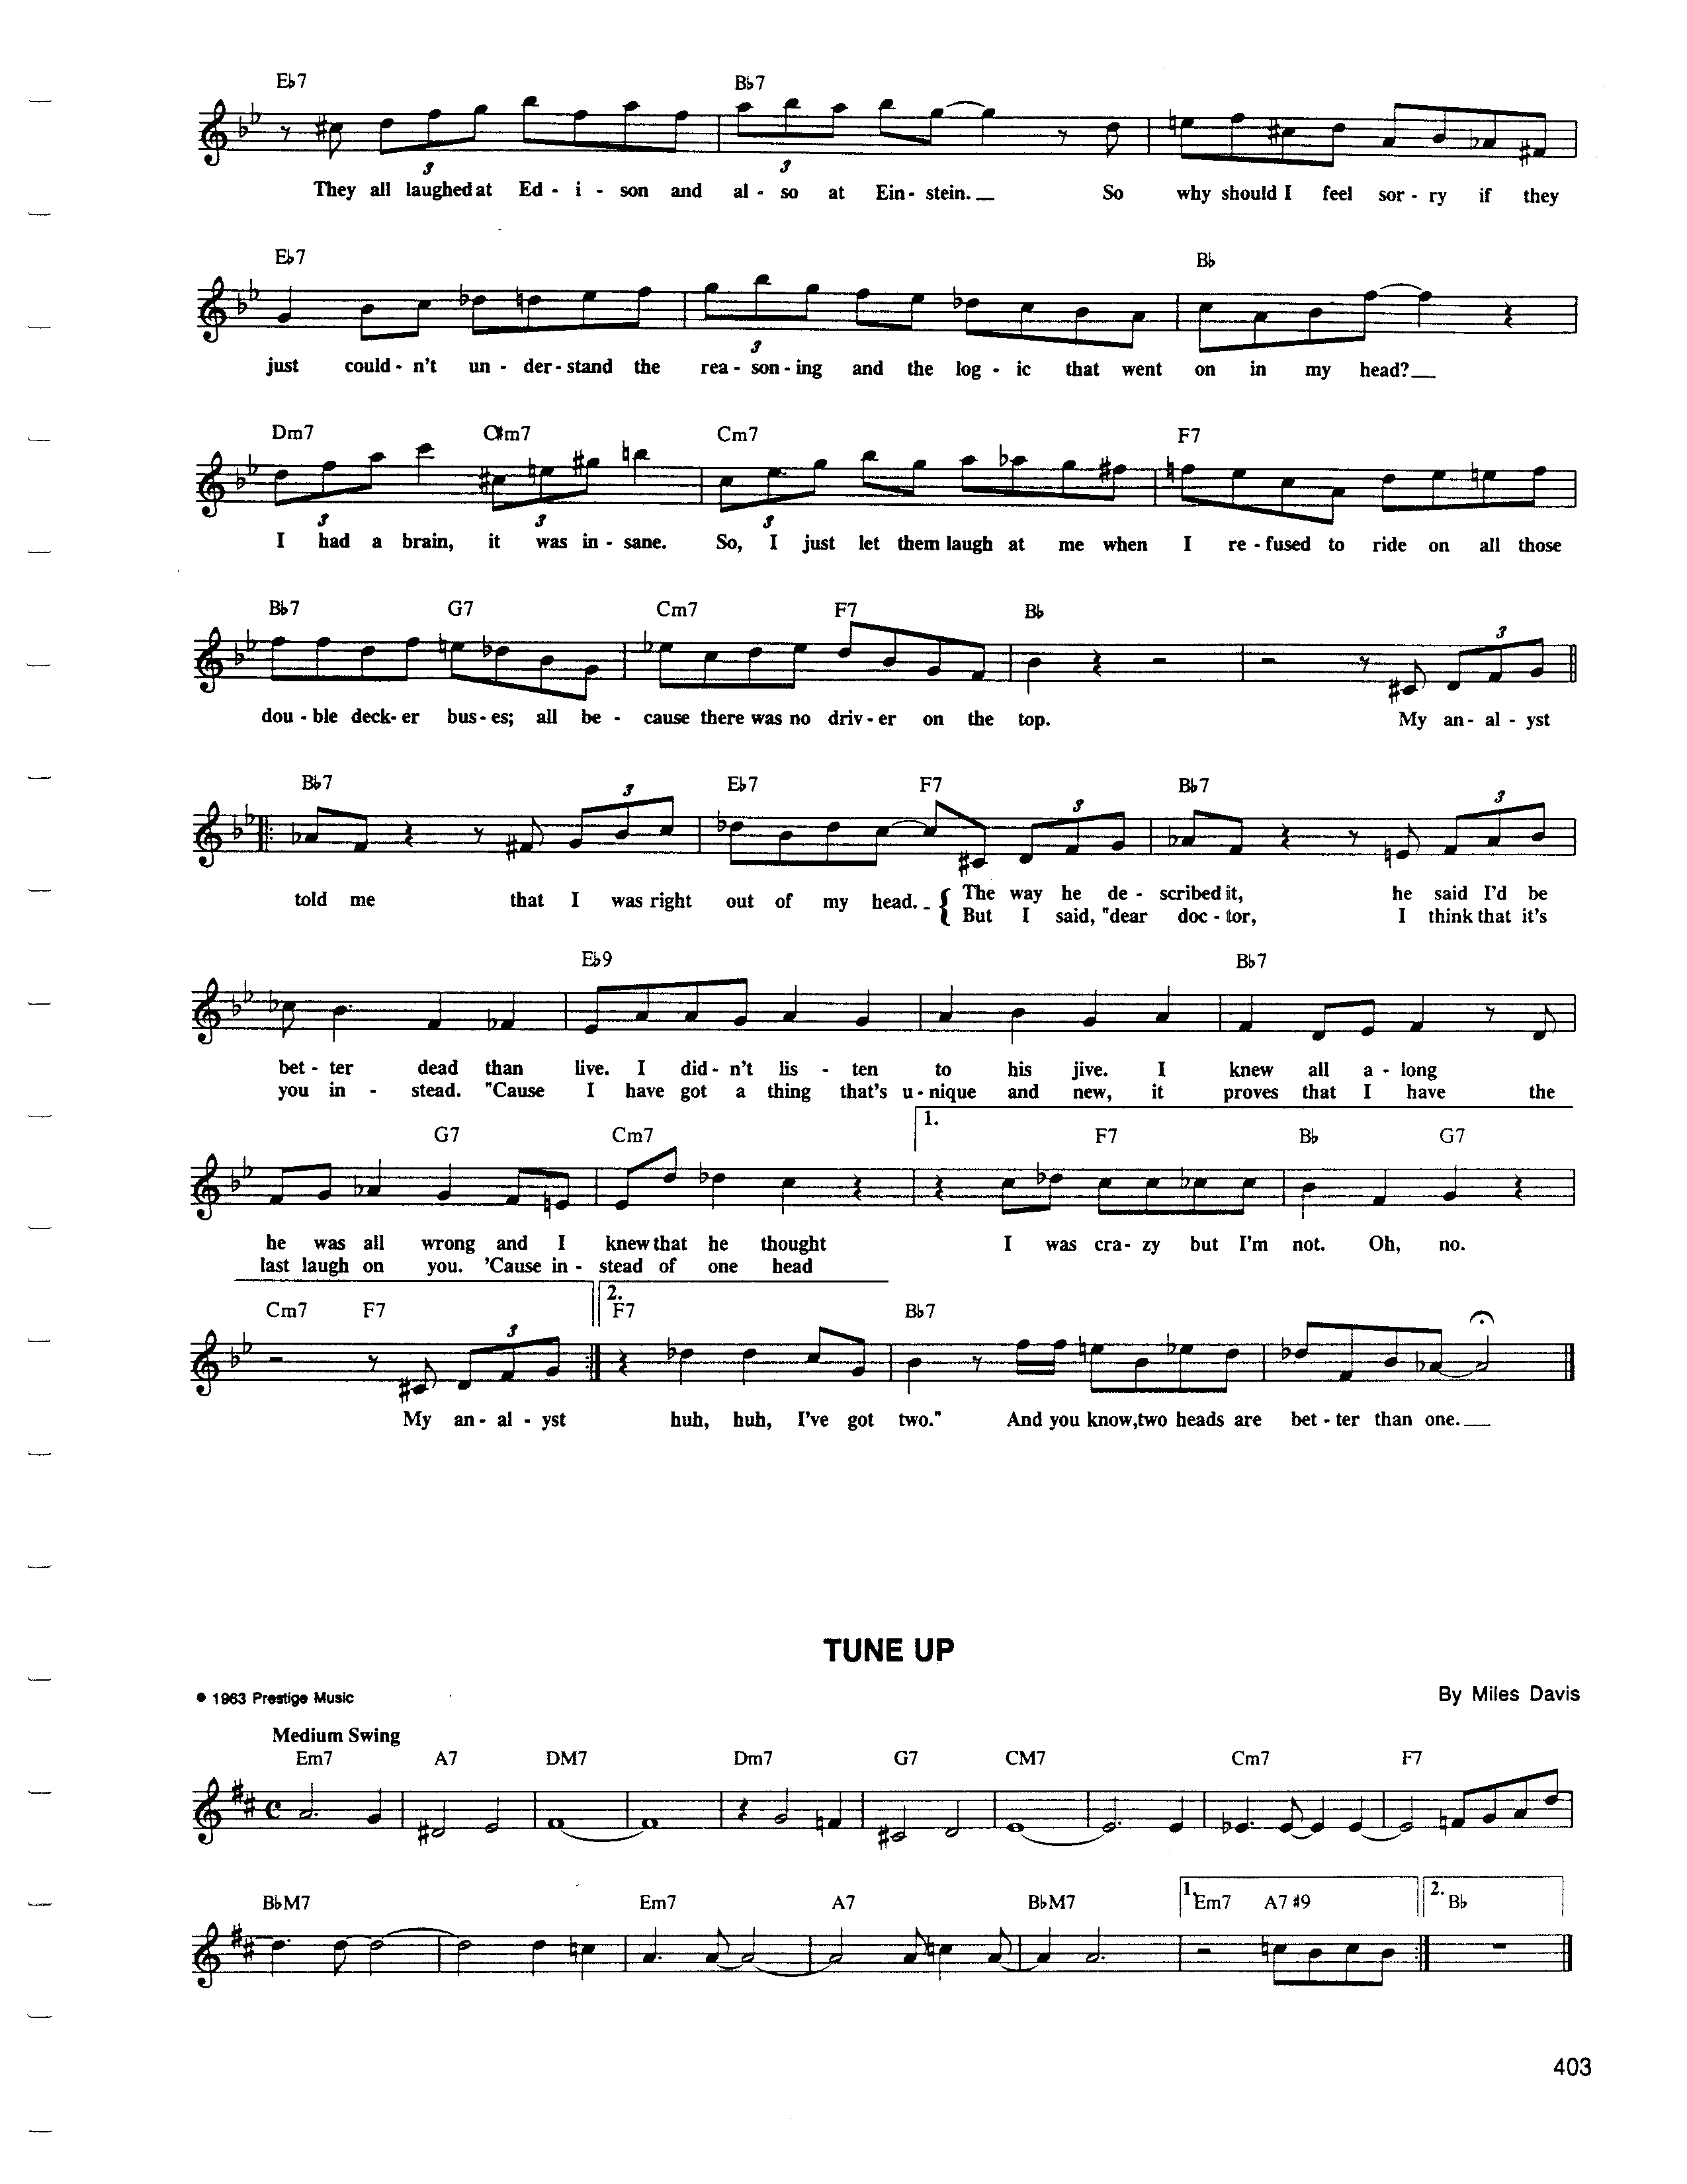 E♭7 B♭7
3 3
They all laughed at Ed - i - son and al - so at Ein - stein. So why should I feel sor - ry if they
E♭7 B♭
3
just could - n't un - der - stand the rea - son - ing and the log - ic that went on in my head?
Dm7 C#m7 Cm7 F7
3 3 3
I had a brain, it was in - sane. So, I just let them laugh at me when I re - fused to ride on all those
B♭7 G7 Cm7 F7 B♭
3
dou - ble deck - er bus - es; all be - cause there was no driv - er on the top. My an - al - yst
B♭7 E♭7 F7 B♭7
3 3 3
told me that I was right out of my head. { The way he de - scribed it, he said I'd be
But I said, "dear doc - tor, I think that it's
E♭9 B♭7
bet - ter dead than live. I did - n't lis - ten to his jive. I knew all a - long
you in - stead. "Cause I have got a thing that's u - nique and new, it proves that I have the
1.
G7 Cm7 F7 B♭ G7
he was all wrong and I knew that he thought I was cra - zy but I'm not. Oh, no.
last laugh on you. 'Cause in - stead of one head
2.
Cm7 F7 F7 B♭7
3
My an - al - yst huh, huh, I've got two." And you know, two heads are bet - ter than one.
TUNE UP
● 1963 Prestige Music By Miles Davis
Medium Swing
Em7 A7 DM7 Dm7 G7 CM7 Cm7 F7
B♭M7 Em7 A7 B♭M7 1. Em7 A7 #9 2. B♭
403